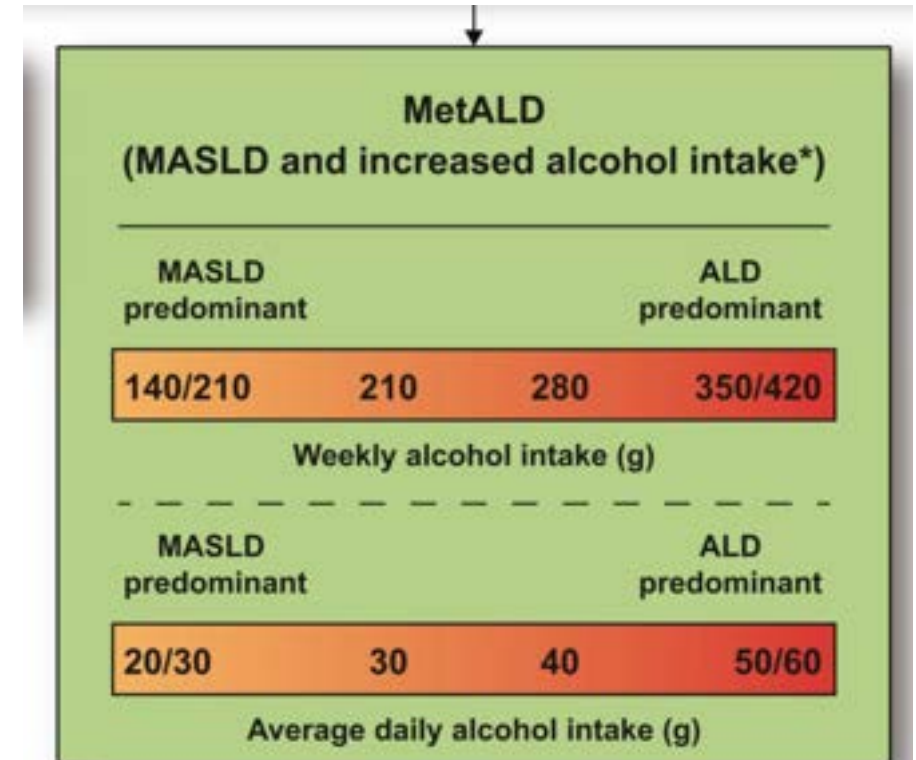 MetALD
(MASLD and increased alcohol intake*)
MASLD predominant
ALD predominant
140/210 210 280 350/420
Weekly alcohol intake (g)
MASLD predominant
ALD predominant
20/30 30 40 50/60
Average daily alcohol intake (g)